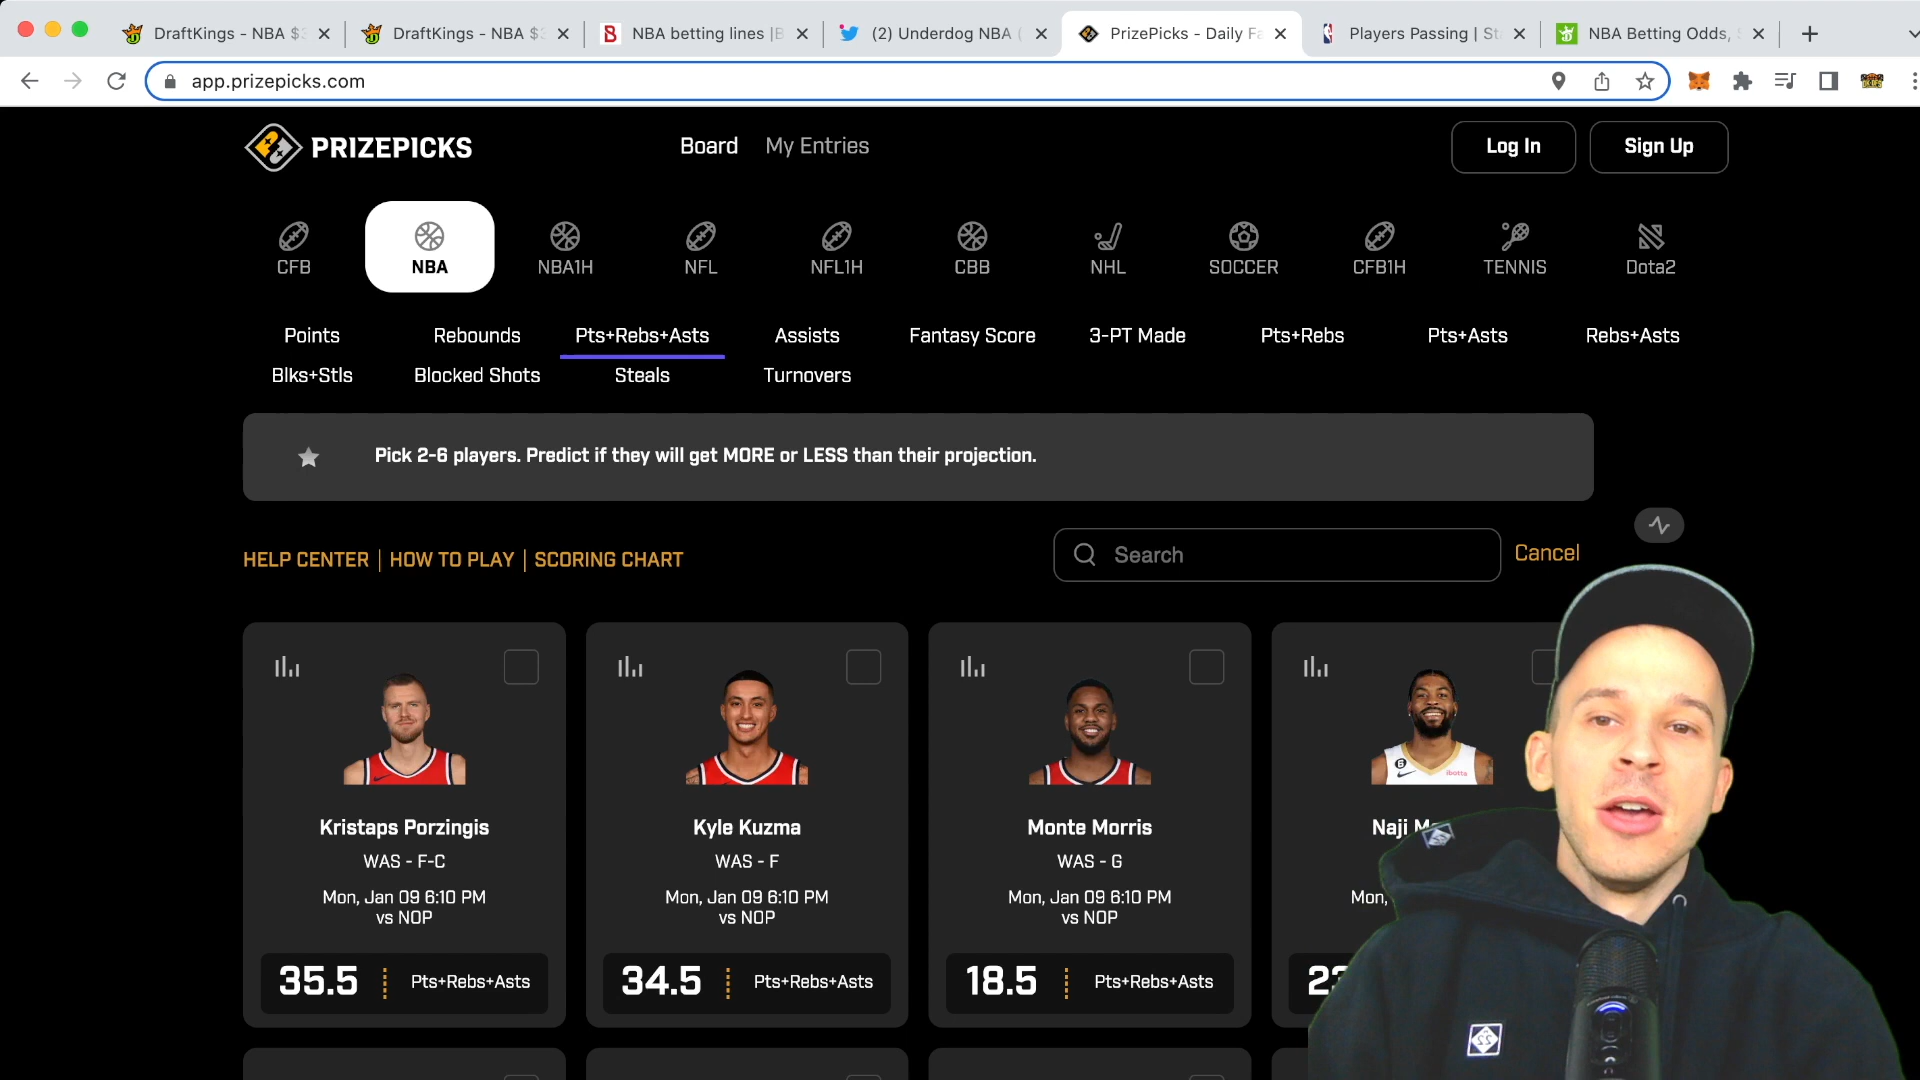 DraftKings - NBA $3
DraftKings - NBA $3
NBA betting lines |B
(2) Underdog NBA (
PrizePicks - Daily Fa
Players Passing | St
NBA Betting Odds,
app.prizepicks.com
PRIZEPICKS
Board
My Entries
Log In
Sign Up
CFB
NBA
NBA1H
NFL
NFL1H
CBB
NHL
SOCCER
CFB1H
TENNIS
Dota2
Points
Rebounds
Pts+Rebs+Asts
Assists
Fantasy Score
3-PT Made
Pts+Rebs
Pts+Asts
Rebs+Asts
Blks+Stls
Blocked Shots
Steals
Turnovers
Pick 2-6 players. Predict if they will get MORE or LESS than their projection.
HELP CENTER | HOW TO PLAY | SCORING CHART
Search
Cancel
Kristaps Porzingis
WAS - F-C
Mon, Jan 09 6:10 PM
vs NOP
35.5
Pts+Rebs+Asts
Kyle Kuzma
WAS - F
Mon, Jan 09 6:10 PM
vs NOP
34.5
Pts+Rebs+Asts
Monte Morris
WAS - G
Mon, Jan 09 6:10 PM
vs NOP
18.5
Pts+Rebs+Asts
Naji
Mon,